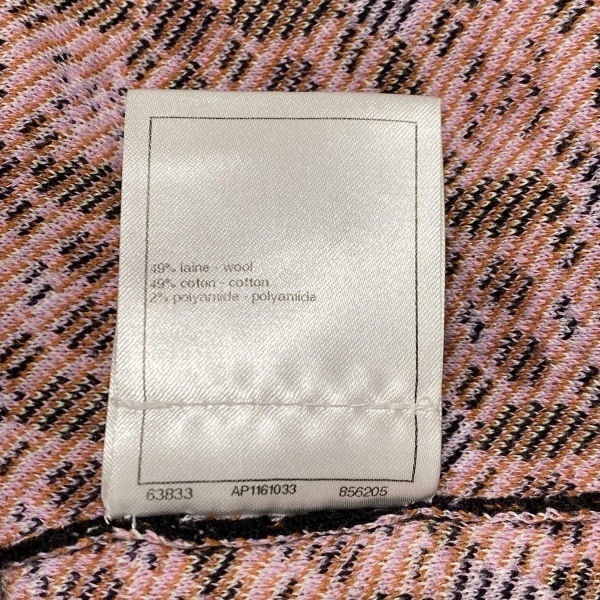 49% laine - wool
49% coton - cotton
2% polyamide - polyamide
63833 AP1161033 856205